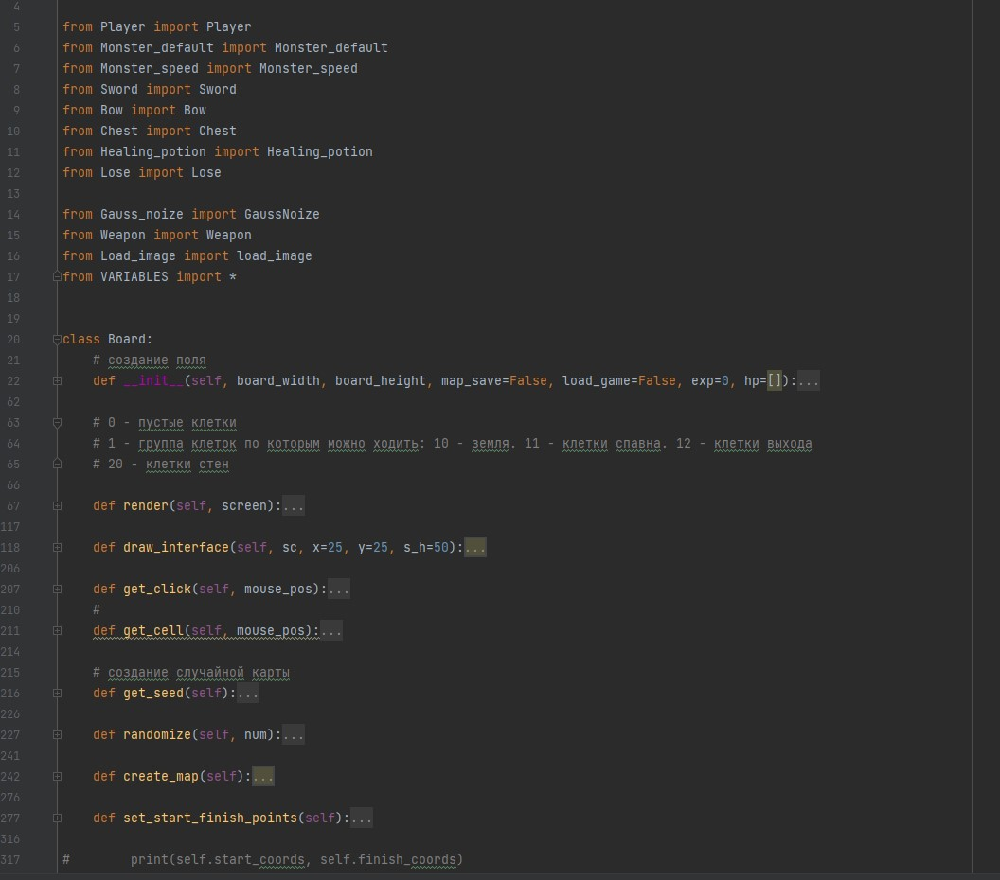 4
5 from Player import Player
6 from Monster_default import Monster_default
7 from Monster_speed import Monster_speed
8 from Sword import Sword
9 from Bow import Bow
10 from Chest import Chest
11 from Healing_potion import Healing_potion
12 from Lose import Lose
13
14 from Gauss_noize import GaussNoize
15 from Weapon import Weapon
16 from Load_image import load_image
17 from VARIABLES import *
18
19
20 class Board:
21     # создание поля
22     def __init__(self, board_width, board_height, map_save=False, load_game=False, exp=0, hp=[]):...
62
63     # 0 - пустые клетки
64     # 1 - группа клеток по которым можно ходить: 10 - земля. 11 - клетки спавна. 12 - клетки выхода
65     # 20 - клетки стен
66
67     def render(self, screen):...
117
118     def draw_interface(self, sc, x=25, y=25, s_h=50):...
206
207     def get_click(self, mouse_pos):...
210     #
211     def get_cell(self, mouse_pos):...
214
215     # создание случайной карты
216     def get_seed(self):...
226
227     def randomize(self, num):...
241
242     def create_map(self):...
276
277     def set_start_finish_points(self):...
316
317 #        print(self.start_coords, self.finish_coords)